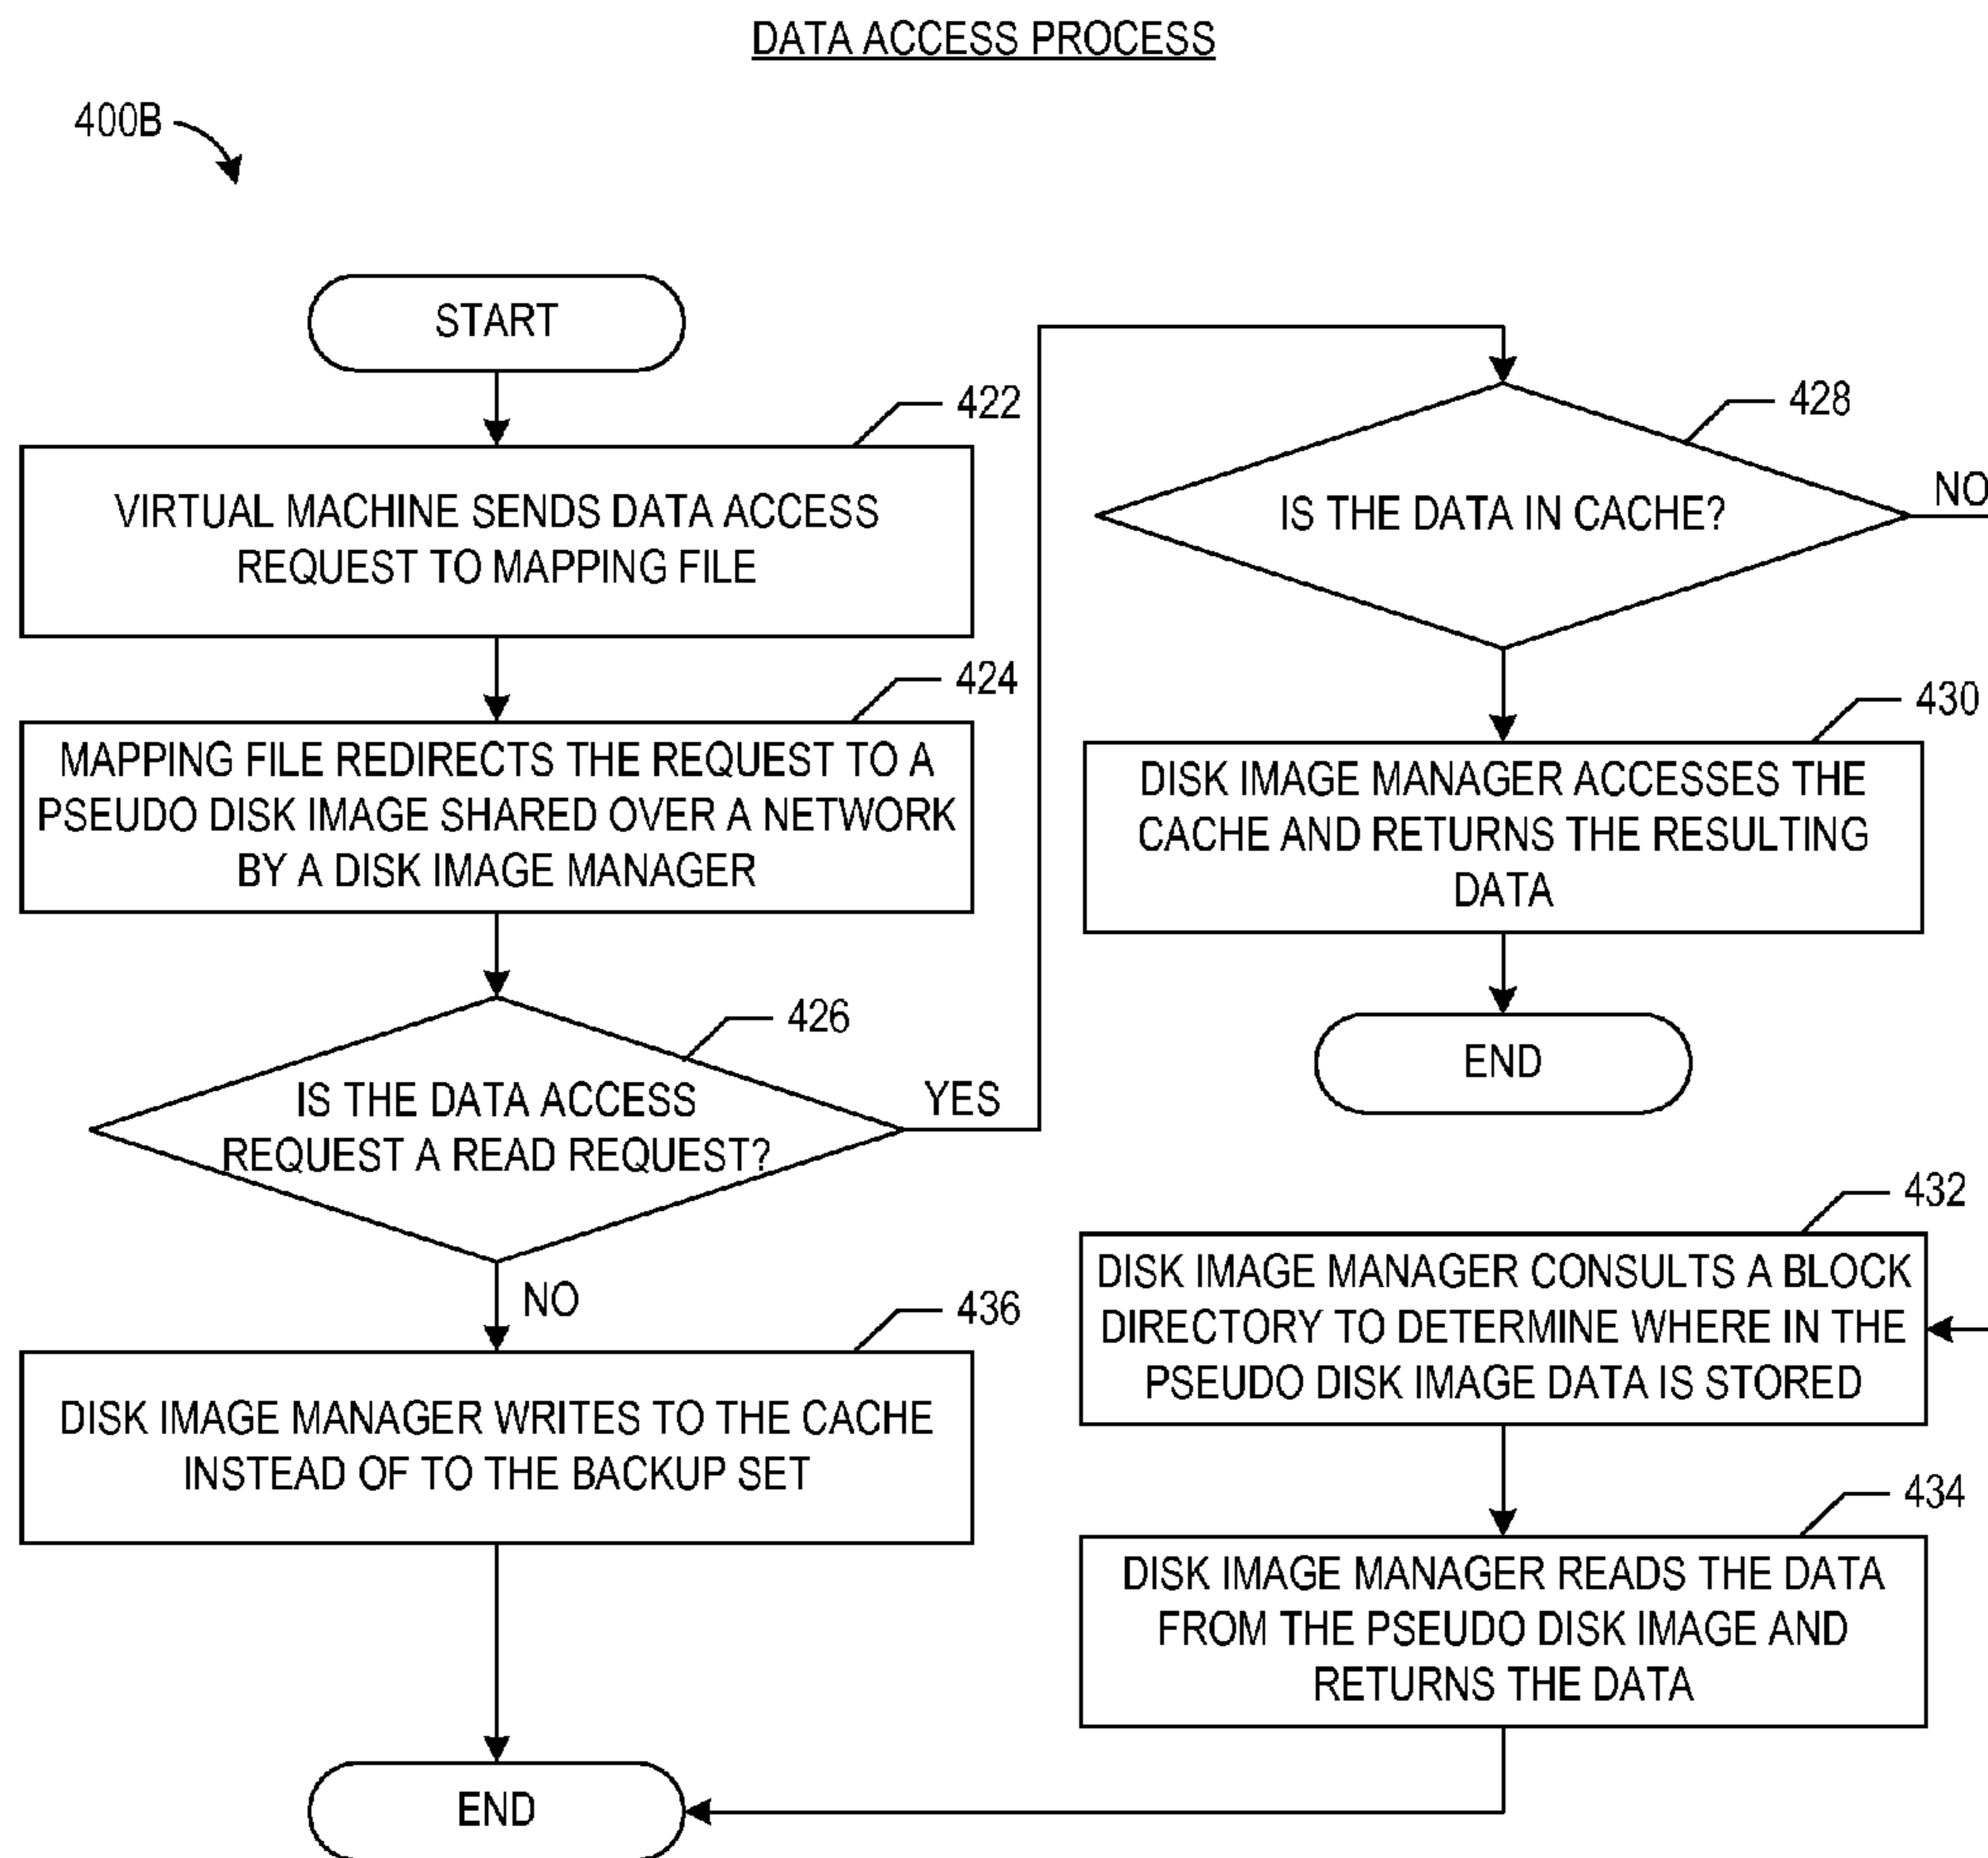 DATA ACCESS PROCESS
400B
START
422
VIRTUAL MACHINE SENDS DATA ACCESS
REQUEST TO MAPPING FILE
424
MAPPING FILE REDIRECTS THE REQUEST TO A
PSEUDO DISK IMAGE SHARED OVER A NETWORK
BY A DISK IMAGE MANAGER
426
IS THE DATA ACCESS
REQUEST A READ REQUEST?
YES
NO
436
DISK IMAGE MANAGER WRITES TO THE CACHE
INSTEAD OF TO THE BACKUP SET
END
428
IS THE DATA IN CACHE?
NO
430
DISK IMAGE MANAGER ACCESSES THE
CACHE AND RETURNS THE RESULTING
DATA
END
432
DISK IMAGE MANAGER CONSULTS A BLOCK
DIRECTORY TO DETERMINE WHERE IN THE
PSEUDO DISK IMAGE DATA IS STORED
434
DISK IMAGE MANAGER READS THE DATA
FROM THE PSEUDO DISK IMAGE AND
RETURNS THE DATA